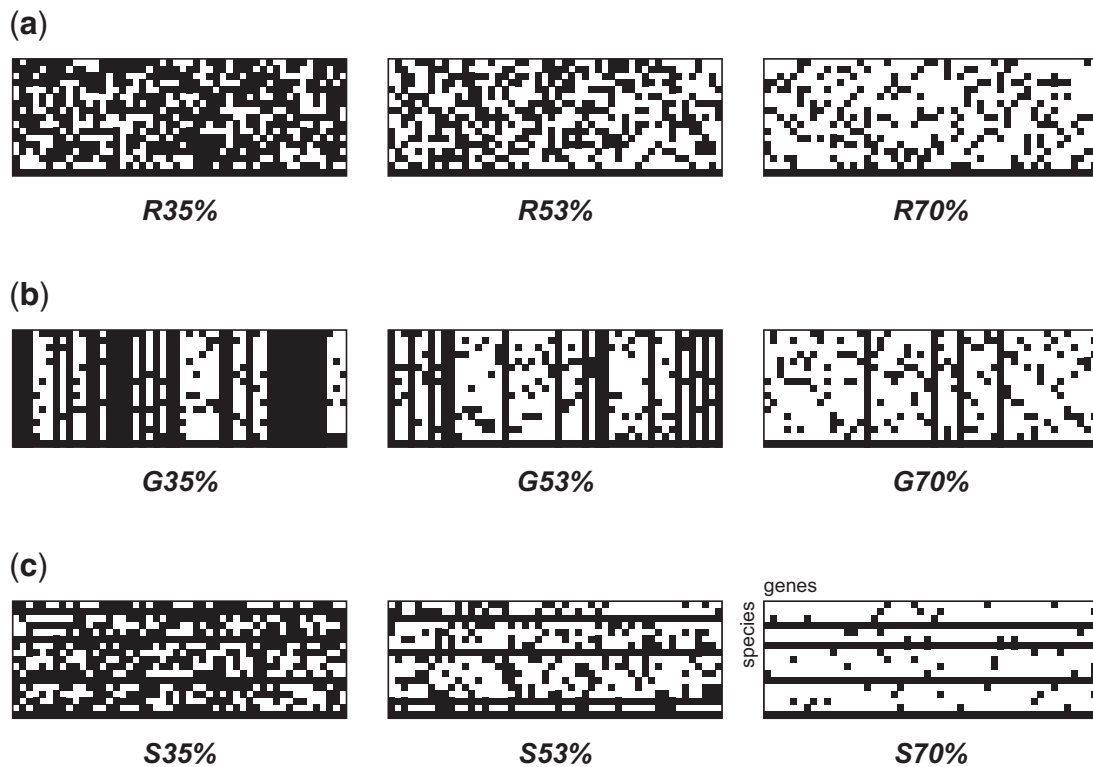 (a)
R35% R53% R70%
(b)
G35% G53% G70%
(c)
genes
species
S35% S53% S70%